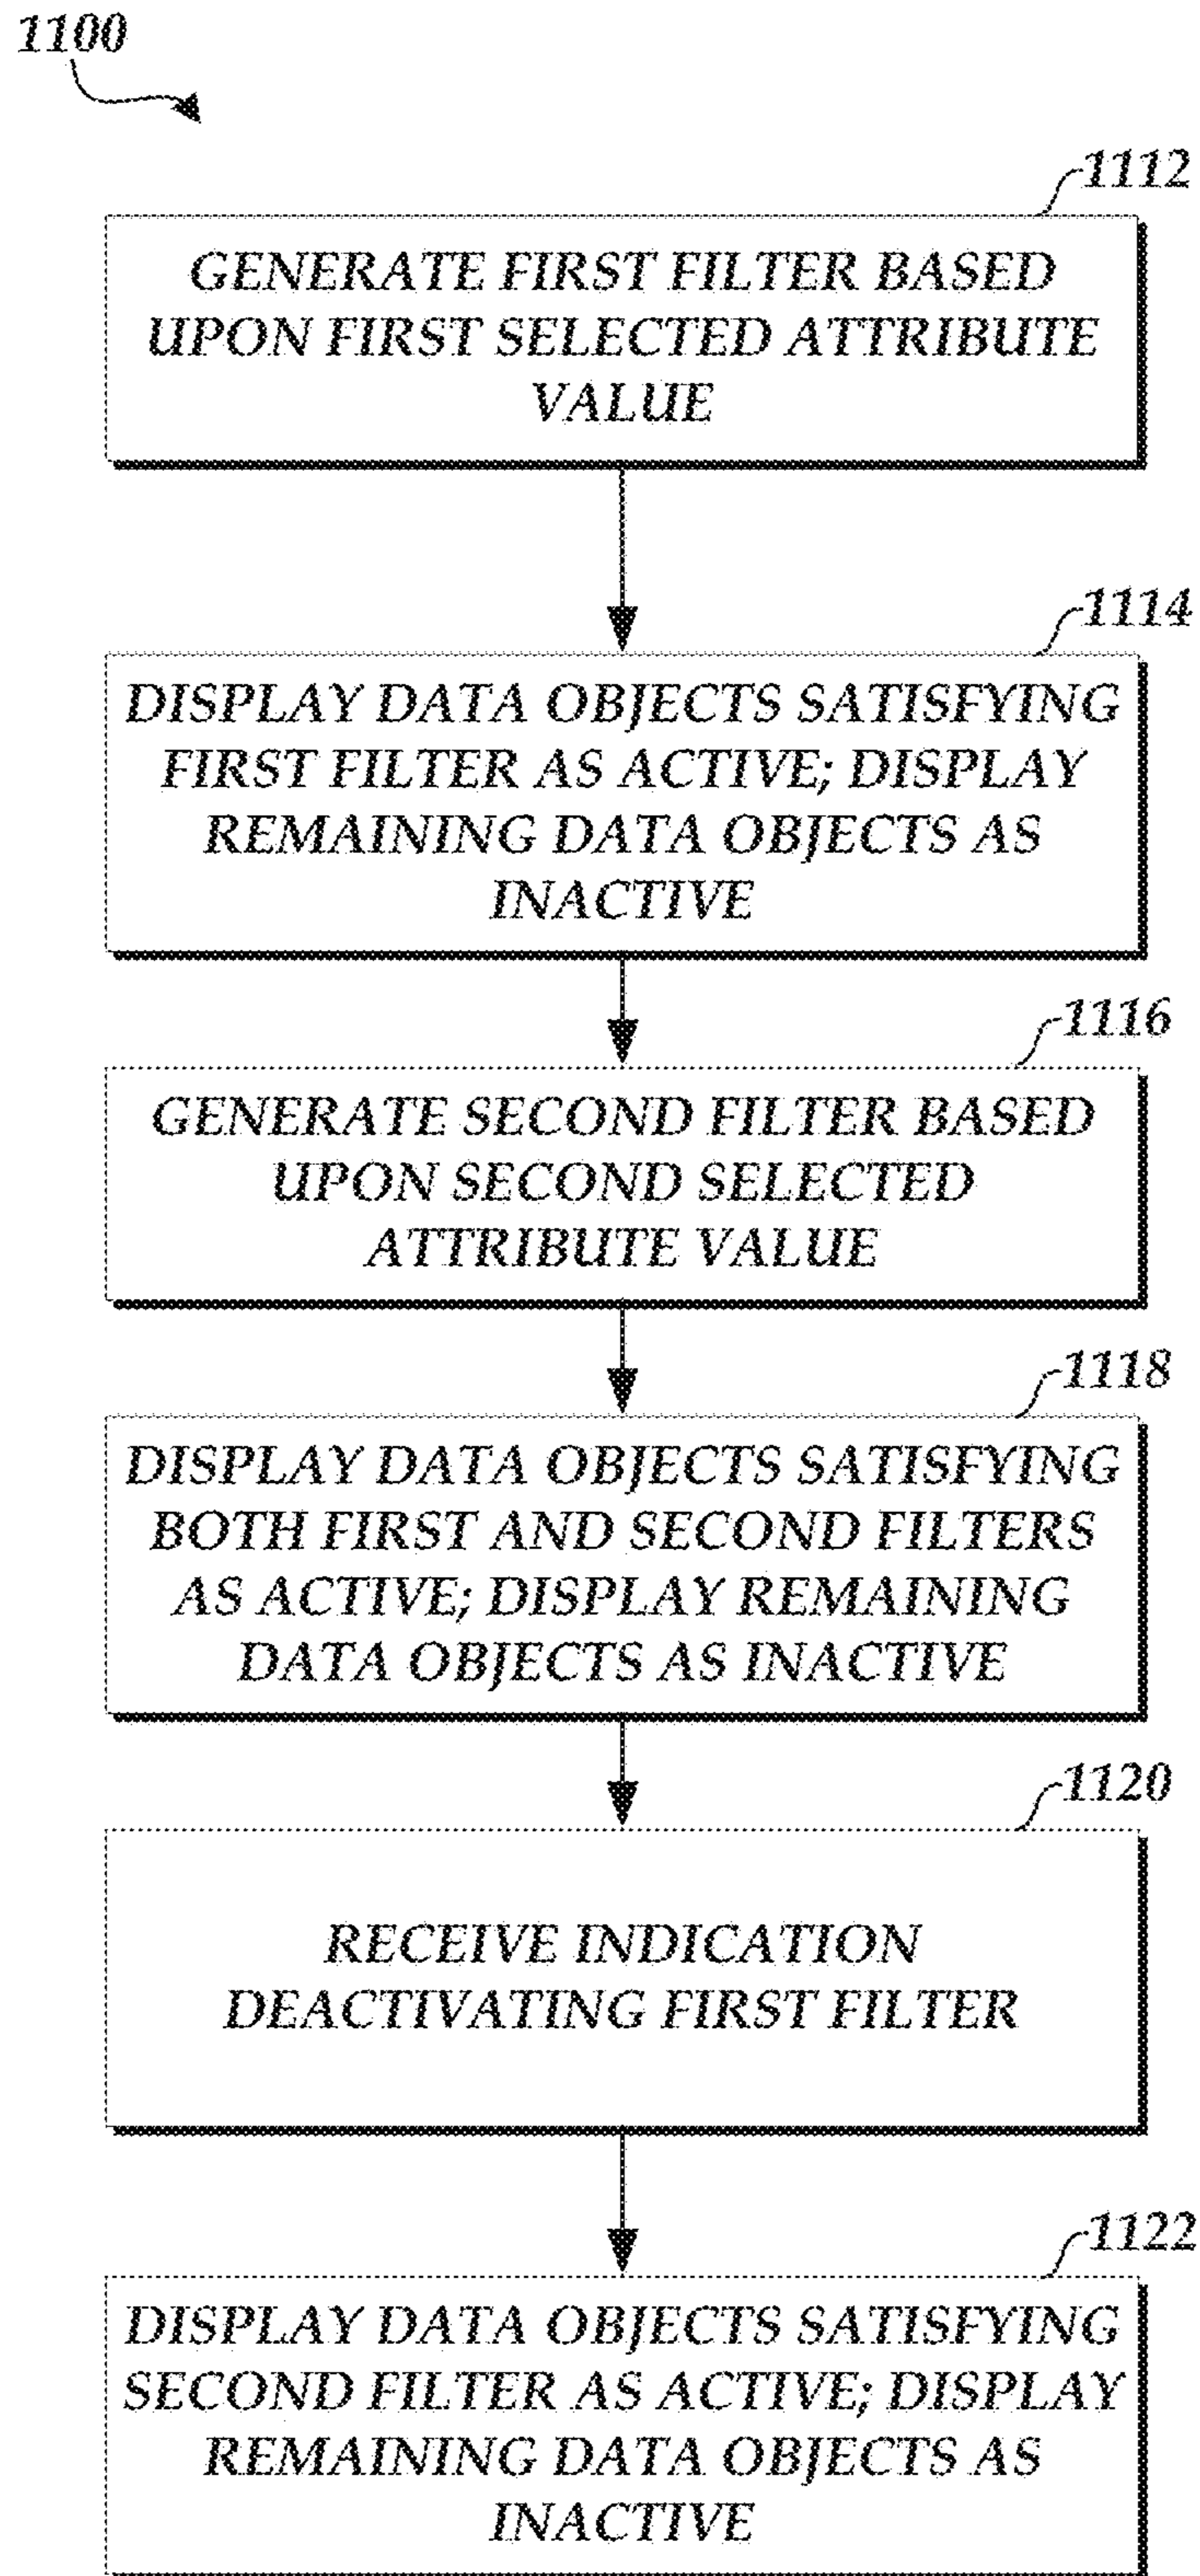 1100
1112
GENERATE FIRST FILTER BASED
UPON FIRST SELECTED ATTRIBUTE
VALUE
1114
DISPLAY DATA OBJECTS SATISFYING
FIRST FILTER AS ACTIVE; DISPLAY
REMAINING DATA OBJECTS AS
INACTIVE
1116
GENERATE SECOND FILTER BASED
UPON SECOND SELECTED
ATTRIBUTE VALUE
1118
DISPLAY DATA OBJECTS SATISFYING
BOTH FIRST AND SECOND FILTERS
AS ACTIVE; DISPLAY REMAINING
DATA OBJECTS AS INACTIVE
1120
RECEIVE INDICATION
DEACTIVATING FIRST FILTER
1122
DISPLAY DATA OBJECTS SATISFYING
SECOND FILTER AS ACTIVE; DISPLAY
REMAINING DATA OBJECTS AS
INACTIVE